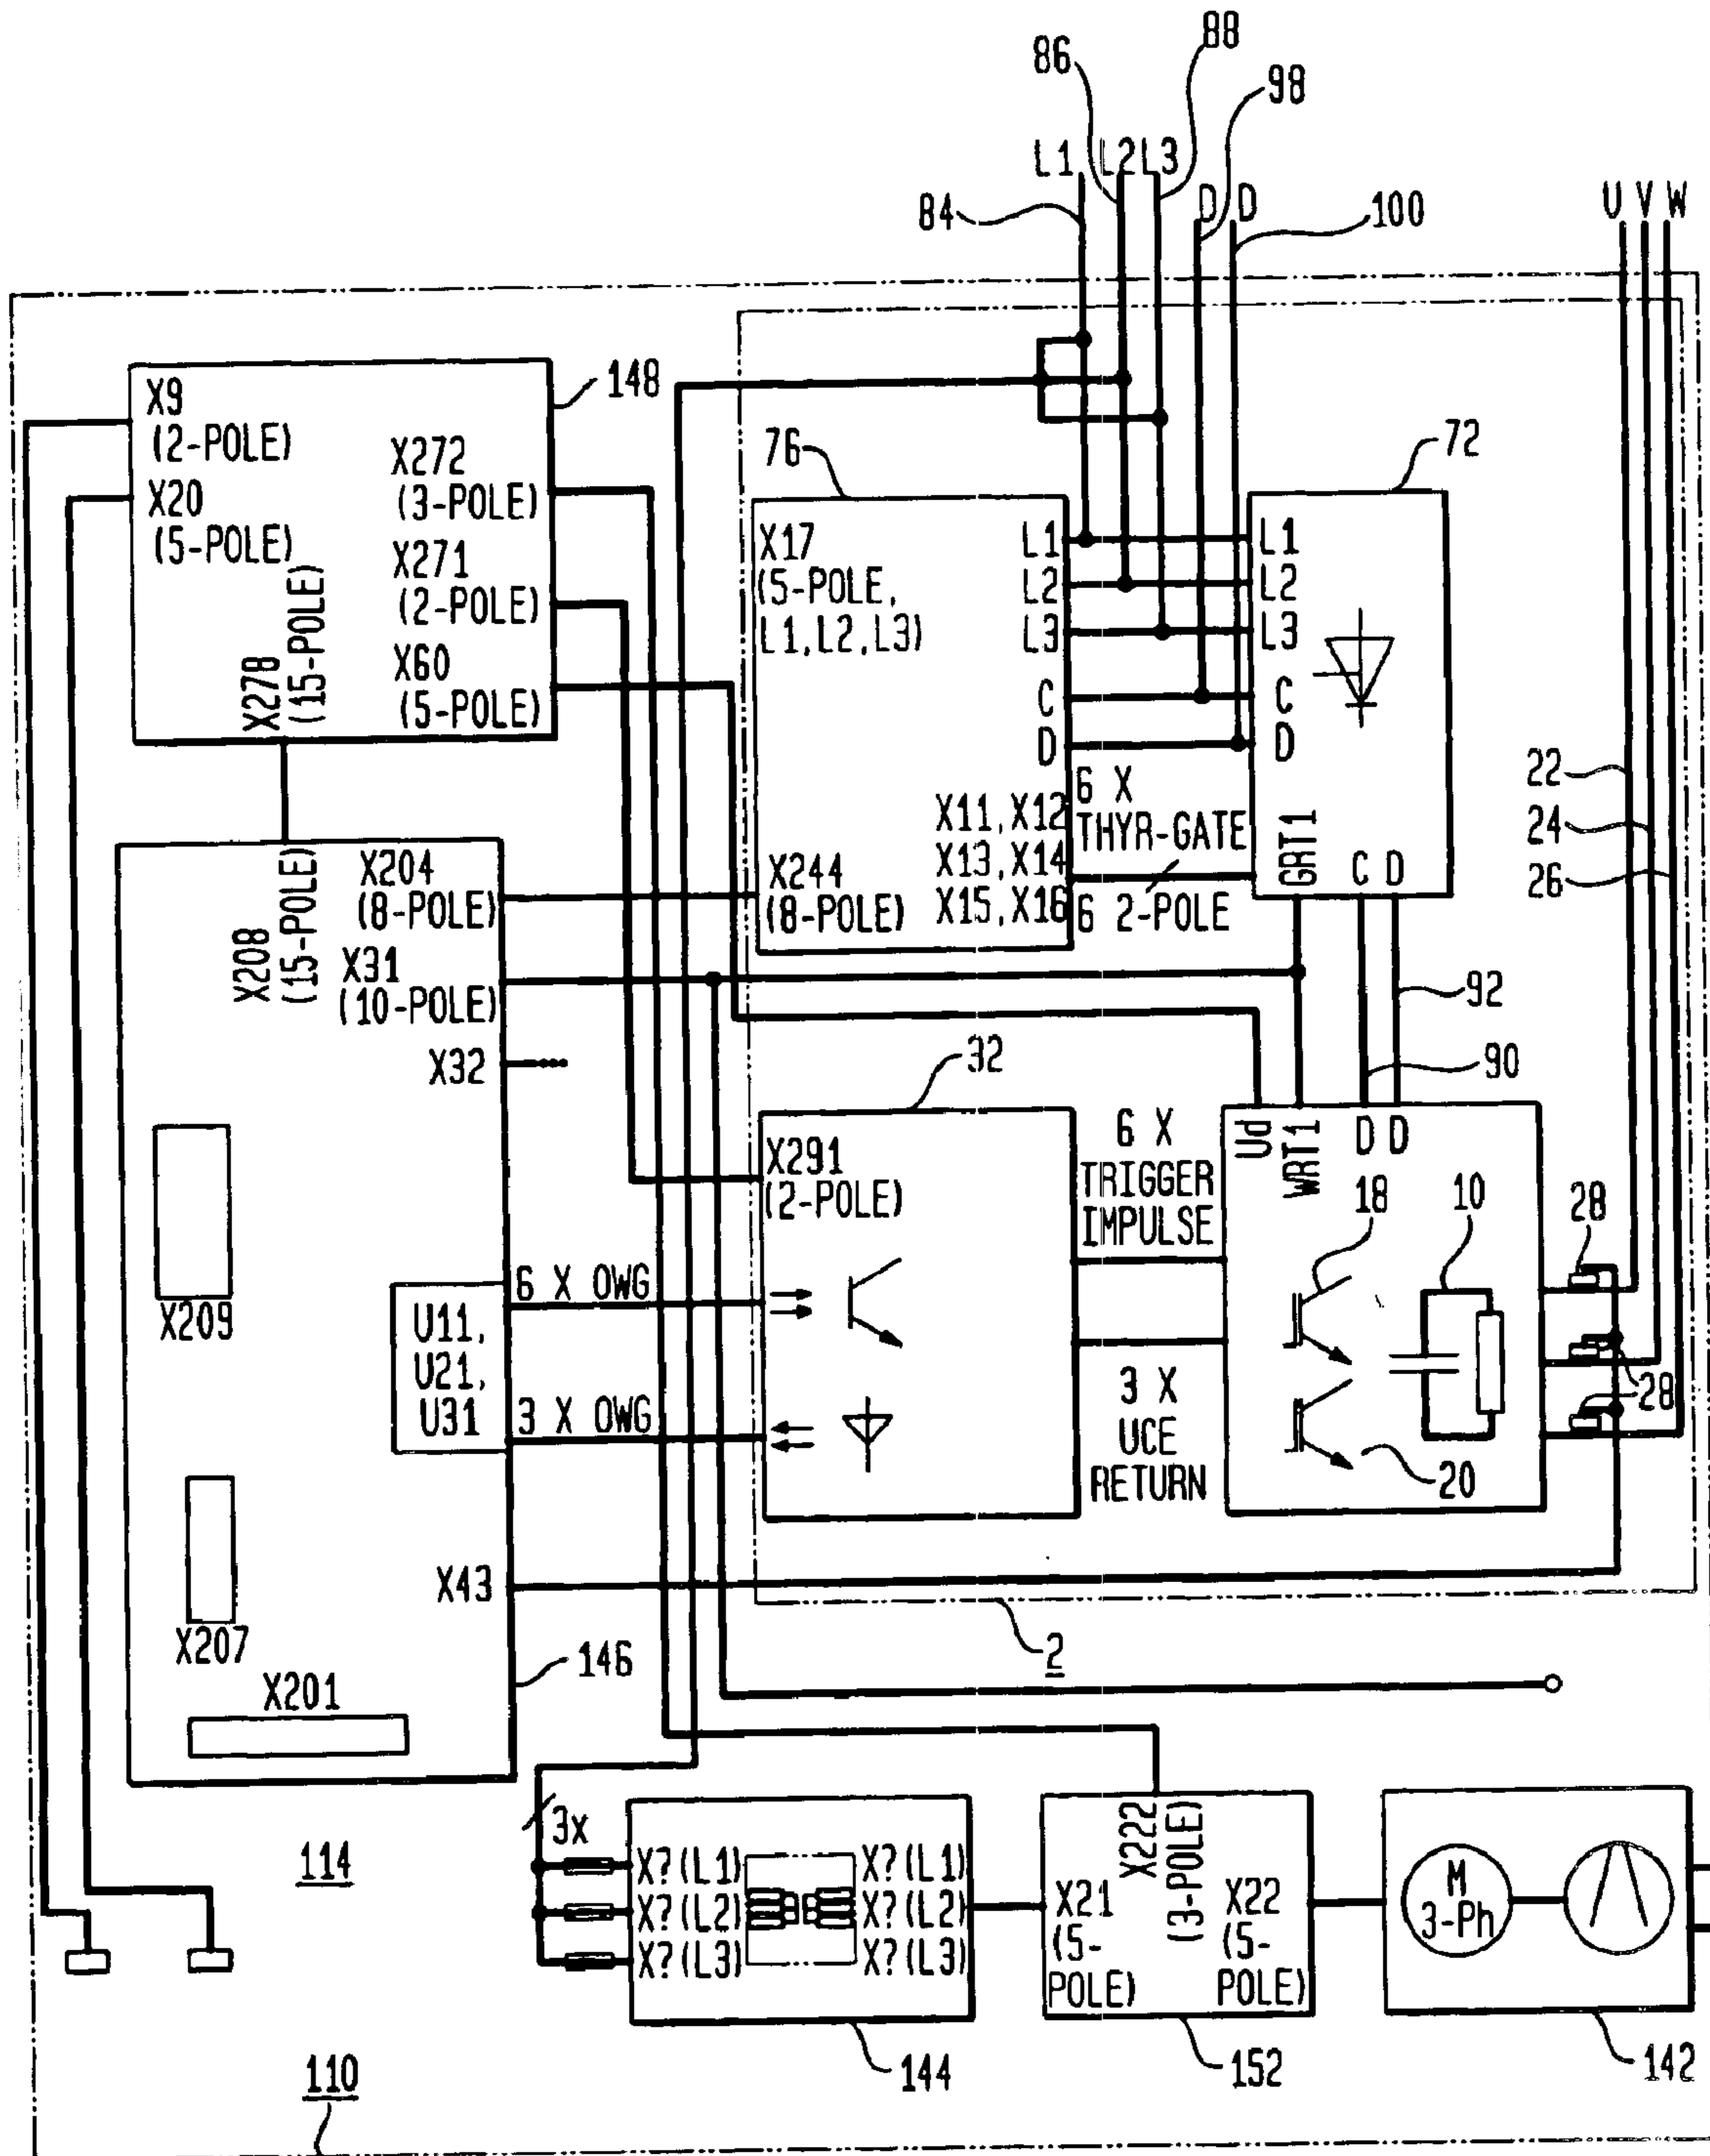 88
86
98
L1 L2 L3
84
D D
100
U V W
148
X9
(2-POLE)
X272
(3-POLE)
X20
(5-POLE)
X271
(2-POLE)
X278
(15-POLE)
X60
(5-POLE)
76
72
X17
(5-POLE,
L1,L2,L3)
L1
L2
L3
C
D
L1
L2
L3
C
D
6 X
THYR-GATE
6 2-POLE
X11,X12
X13,X14
X15,X16
X244
(8-POLE)
GRT1
C D
22
24
26
X204
(8-POLE)
X208
(15-POLE)
X31
(10-POLE)
X32
92
90
32
X291
(2-POLE)
6 X
TRIGGER
IMPULSE
Ud
WRT1
D D
18
10
28
X209
6 X OWG
U11,
U21,
U31
3 X OWG
3 X
UCE
RETURN
28
20
X43
X207
2
146
X201
114
3x
X?(L1)
X?(L2)
X?(L3)
X?(L1)
X?(L2)
X?(L3)
X222
(3-POLE)
X21
(5-
POLE)
X22
(5-
POLE)
M
3-Ph
144
152
142
110